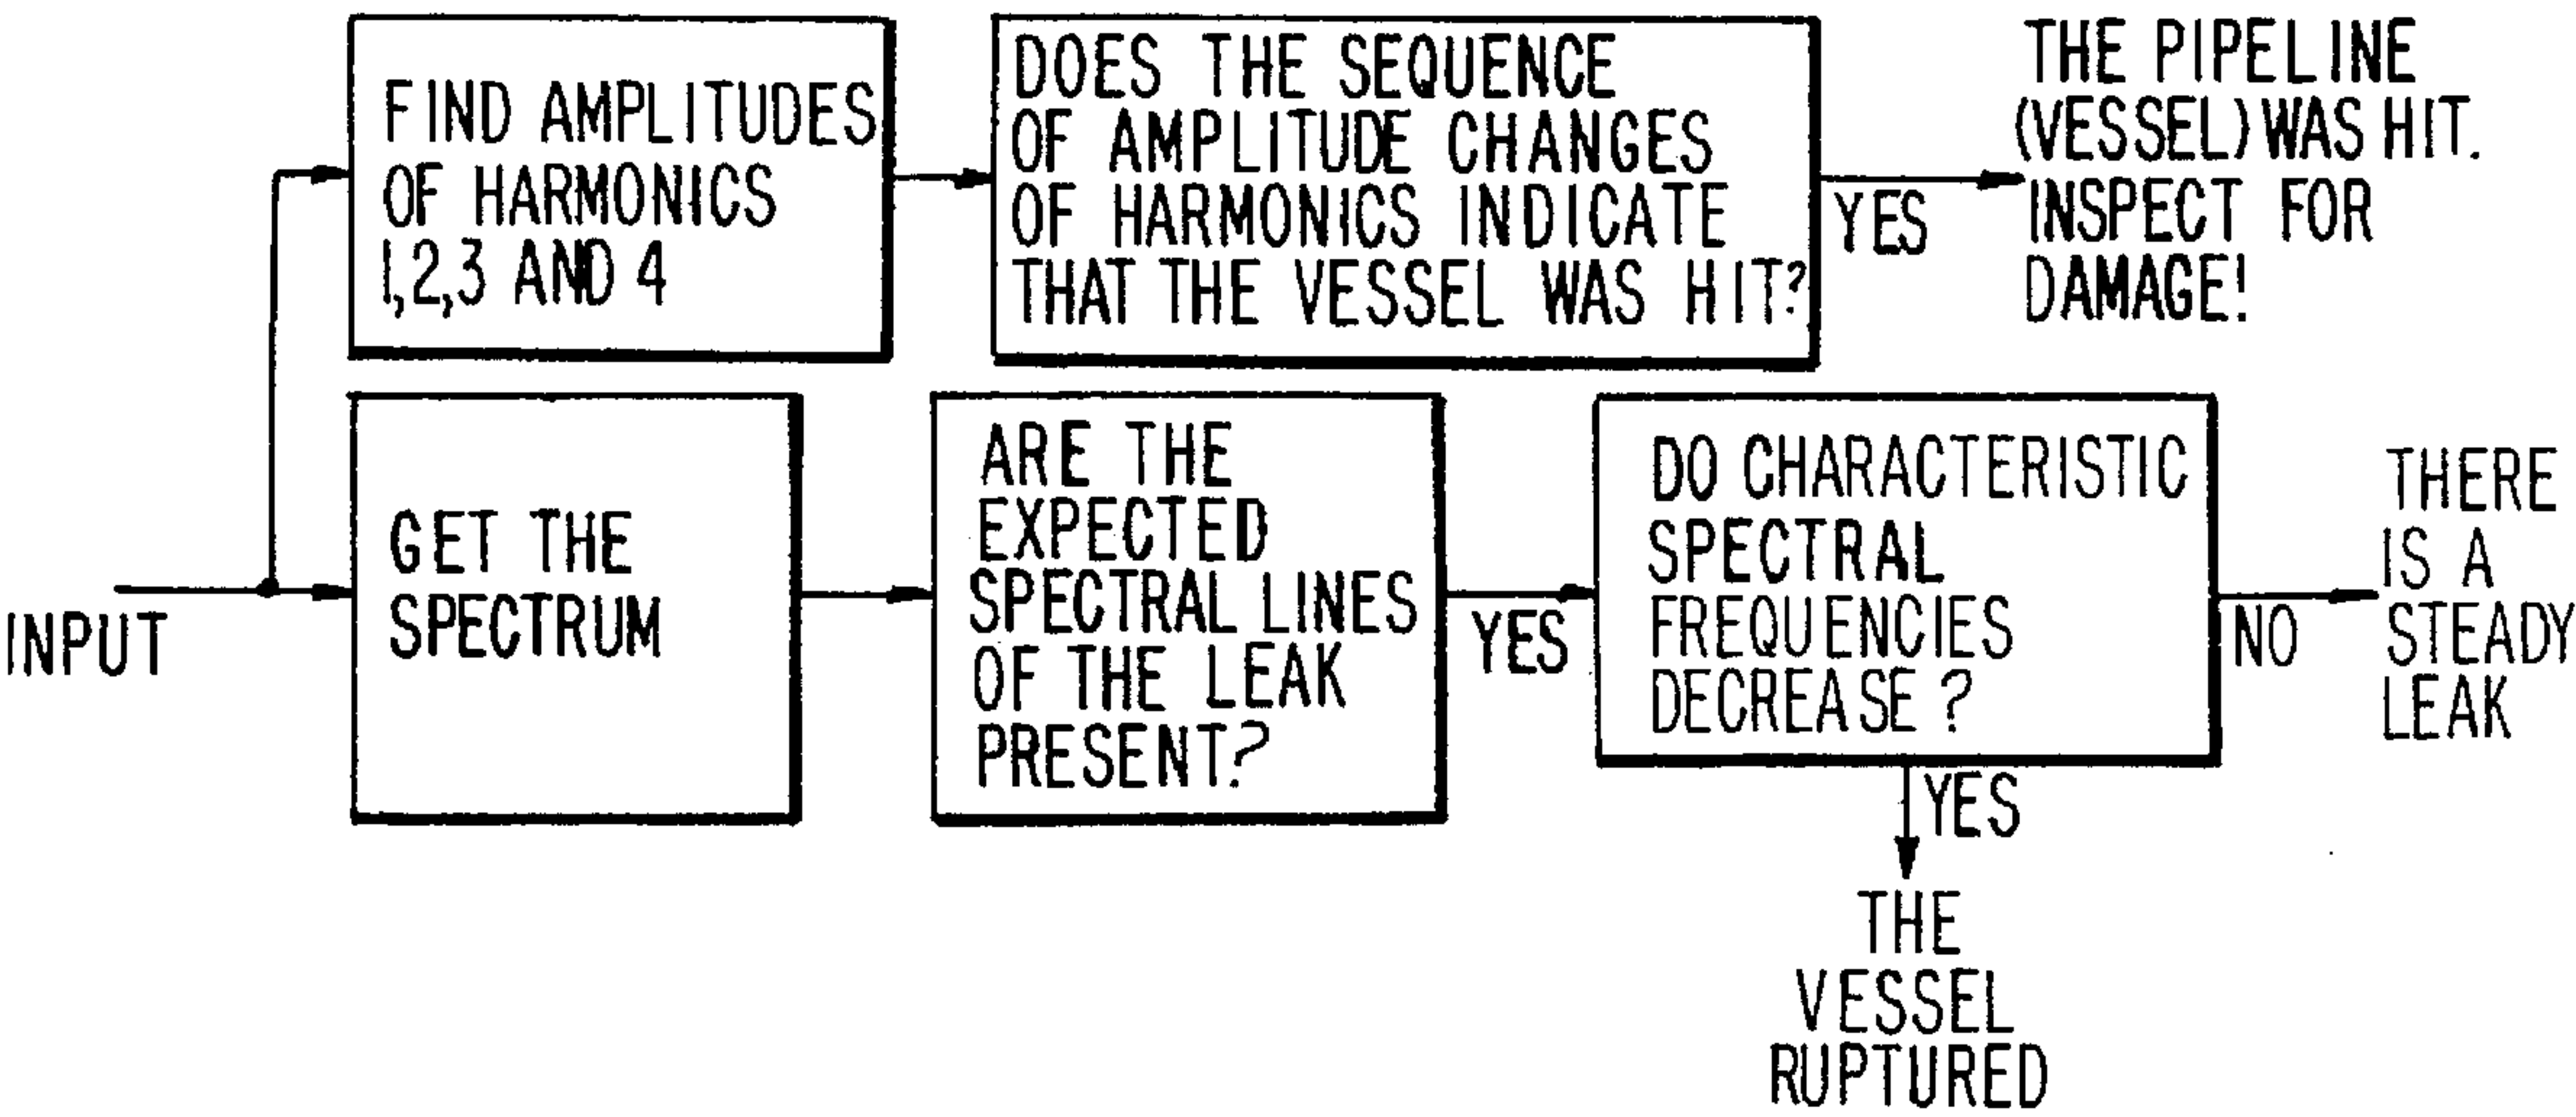 FIND AMPLITUDES
OF HARMONICS
1,2,3 AND 4
DOES THE SEQUENCE
OF AMPLITUDE CHANGES
OF HARMONICS INDICATE
THAT THE VESSEL WAS HIT?
YES
THE PIPELINE
(VESSEL) WAS HIT.
INSPECT FOR
DAMAGE!
INPUT
GET THE
SPECTRUM
ARE THE
EXPECTED
SPECTRAL LINES
OF THE LEAK
PRESENT?
YES
DO CHARACTERISTIC
SPECTRAL
FREQUENCIES
DECREASE?
NO
THERE
IS A
STEADY
LEAK
YES
THE
VESSEL
RUPTURED